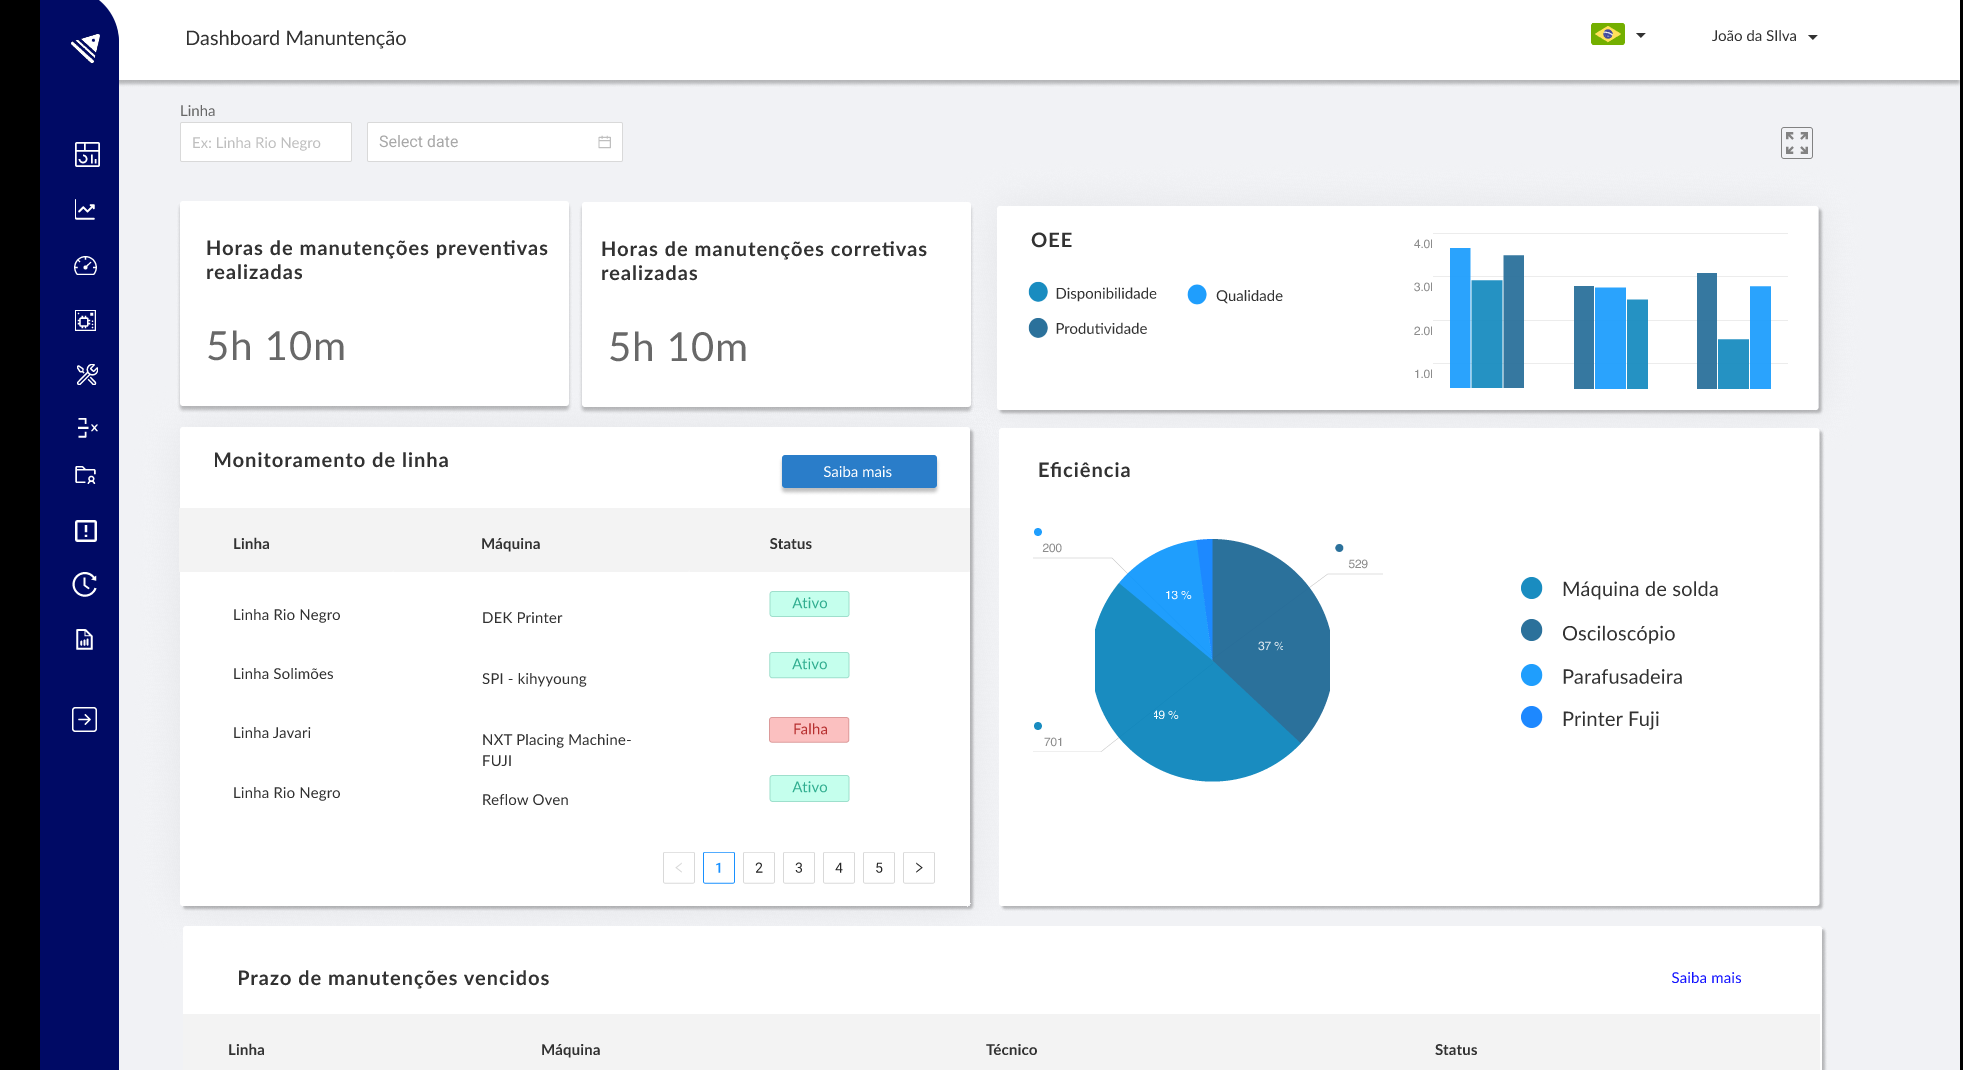 Dashboard Manuntenção
João da SIlva
Linha
Ex: Linha Rio Negro
Select date
Horas de manutenções preventivas
realizadas
5h 10m
Horas de manutenções corretivas
realizadas
5h 10m
OEE
Disponibilidade
Qualidade
Produtividade
4.0l
3.0l
2.0l
1.0l
Monitoramento de linha
Saiba mais
Linha Máquina Status
Linha Rio Negro DEK Printer Ativo
Linha Solimões SPI - kihyyoung Ativo
Linha Javari NXT Placing Machine- Falha
FUJI
Linha Rio Negro Reflow Oven Ativo
< 1 2 3 4 5 >
Eficiência
200
529
13 %
37 %
49 %
701
Máquina de solda
Osciloscópio
Parafusadeira
Printer Fuji
Prazo de manutenções vencidos
Saiba mais
Linha Máquina Técnico Status